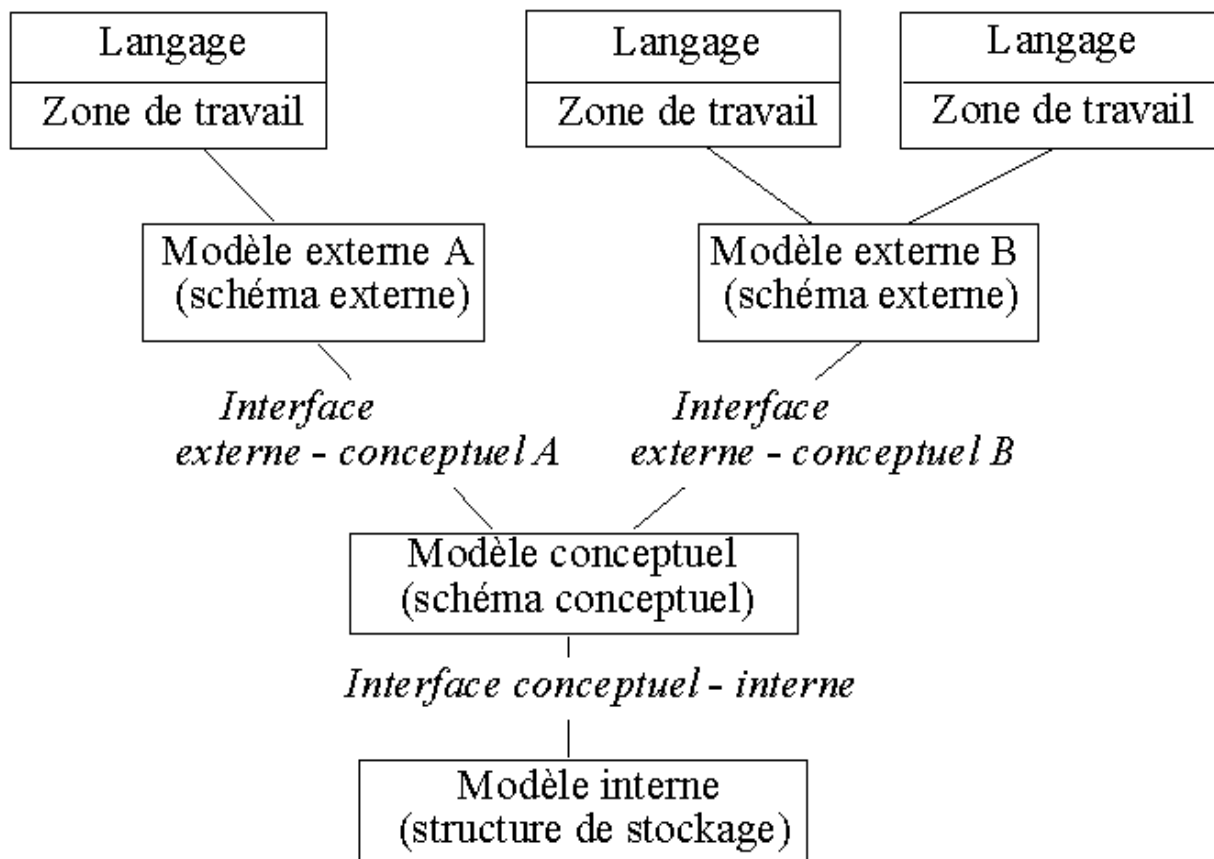 Langage
Zone de travail
Langage
Zone de travail
Langage
Zone de travail
Modèle externe A
(schéma externe)
Modèle externe B
(schéma externe)
Interface
externe - conceptuel A
Interface
externe - conceptuel B
Modèle conceptuel
(schéma conceptuel)
Interface conceptuel - interne
Modèle interne
(structure de stockage)